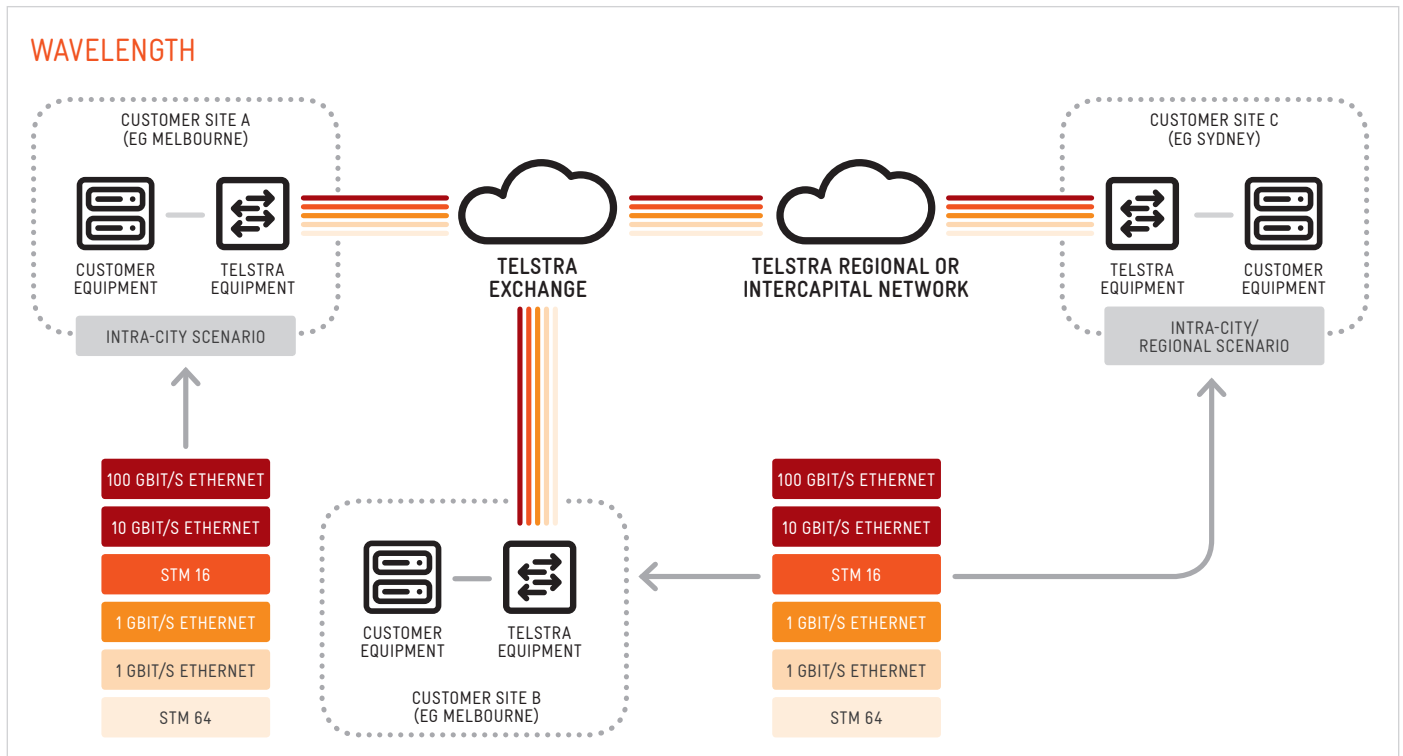 WAVELENGTH
CUSTOMER SITE A
(EG MELBOURNE)
CUSTOMER
EQUIPMENT
TELSTRA
EQUIPMENT
INTRA-CITY SCENARIO
TELSTRA
EXCHANGE
TELSTRA REGIONAL OR
INTERCAPITAL NETWORK
CUSTOMER SITE C
(EG SYDNEY)
TELSTRA
EQUIPMENT
CUSTOMER
EQUIPMENT
INTRA-CITY/
REGIONAL SCENARIO
100 GBIT/S ETHERNET
10 GBIT/S ETHERNET
STM 16
1 GBIT/S ETHERNET
1 GBIT/S ETHERNET
STM 64
CUSTOMER
EQUIPMENT
TELSTRA
EQUIPMENT
CUSTOMER SITE B
(EG MELBOURNE)
100 GBIT/S ETHERNET
10 GBIT/S ETHERNET
STM 16
1 GBIT/S ETHERNET
1 GBIT/S ETHERNET
STM 64